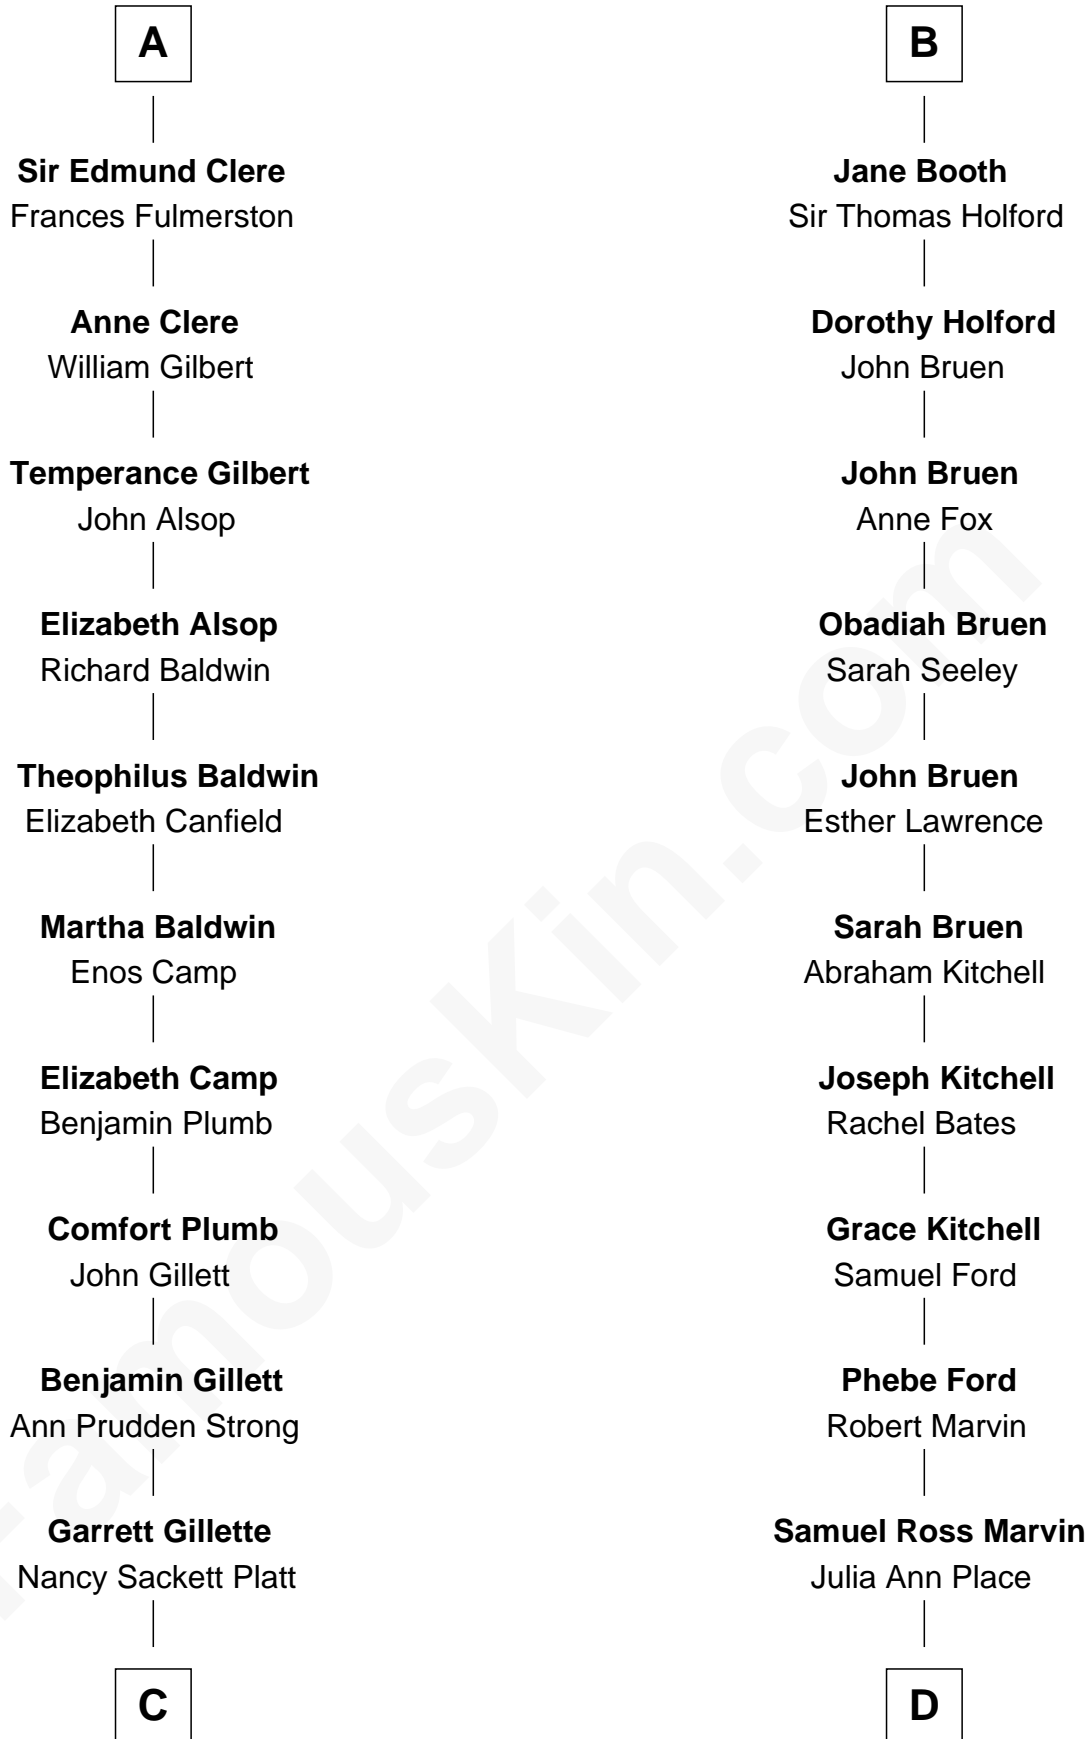 A
Sir Edmund Clere
Frances Fulmerston
Anne Clere
William Gilbert
Temperance Gilbert
John Alsop
Elizabeth Alsop
Richard Baldwin
Theophilus Baldwin
Elizabeth Canfield
Martha Baldwin
Enos Camp
Elizabeth Camp
Benjamin Plumb
Comfort Plumb
John Gillett
Benjamin Gillett
Ann Prudden Strong
Garrett Gillette
Nancy Sackett Platt
C
B
Jane Booth
Sir Thomas Holford
Dorothy Holford
John Bruen
John Bruen
Anne Fox
Obadiah Bruen
Sarah Seeley
John Bruen
Esther Lawrence
Sarah Bruen
Abraham Kitchell
Joseph Kitchell
Rachel Bates
Grace Kitchell
Samuel Ford
Phebe Ford
Robert Marvin
Samuel Ross Marvin
Julia Ann Place
D
FamousKin.com